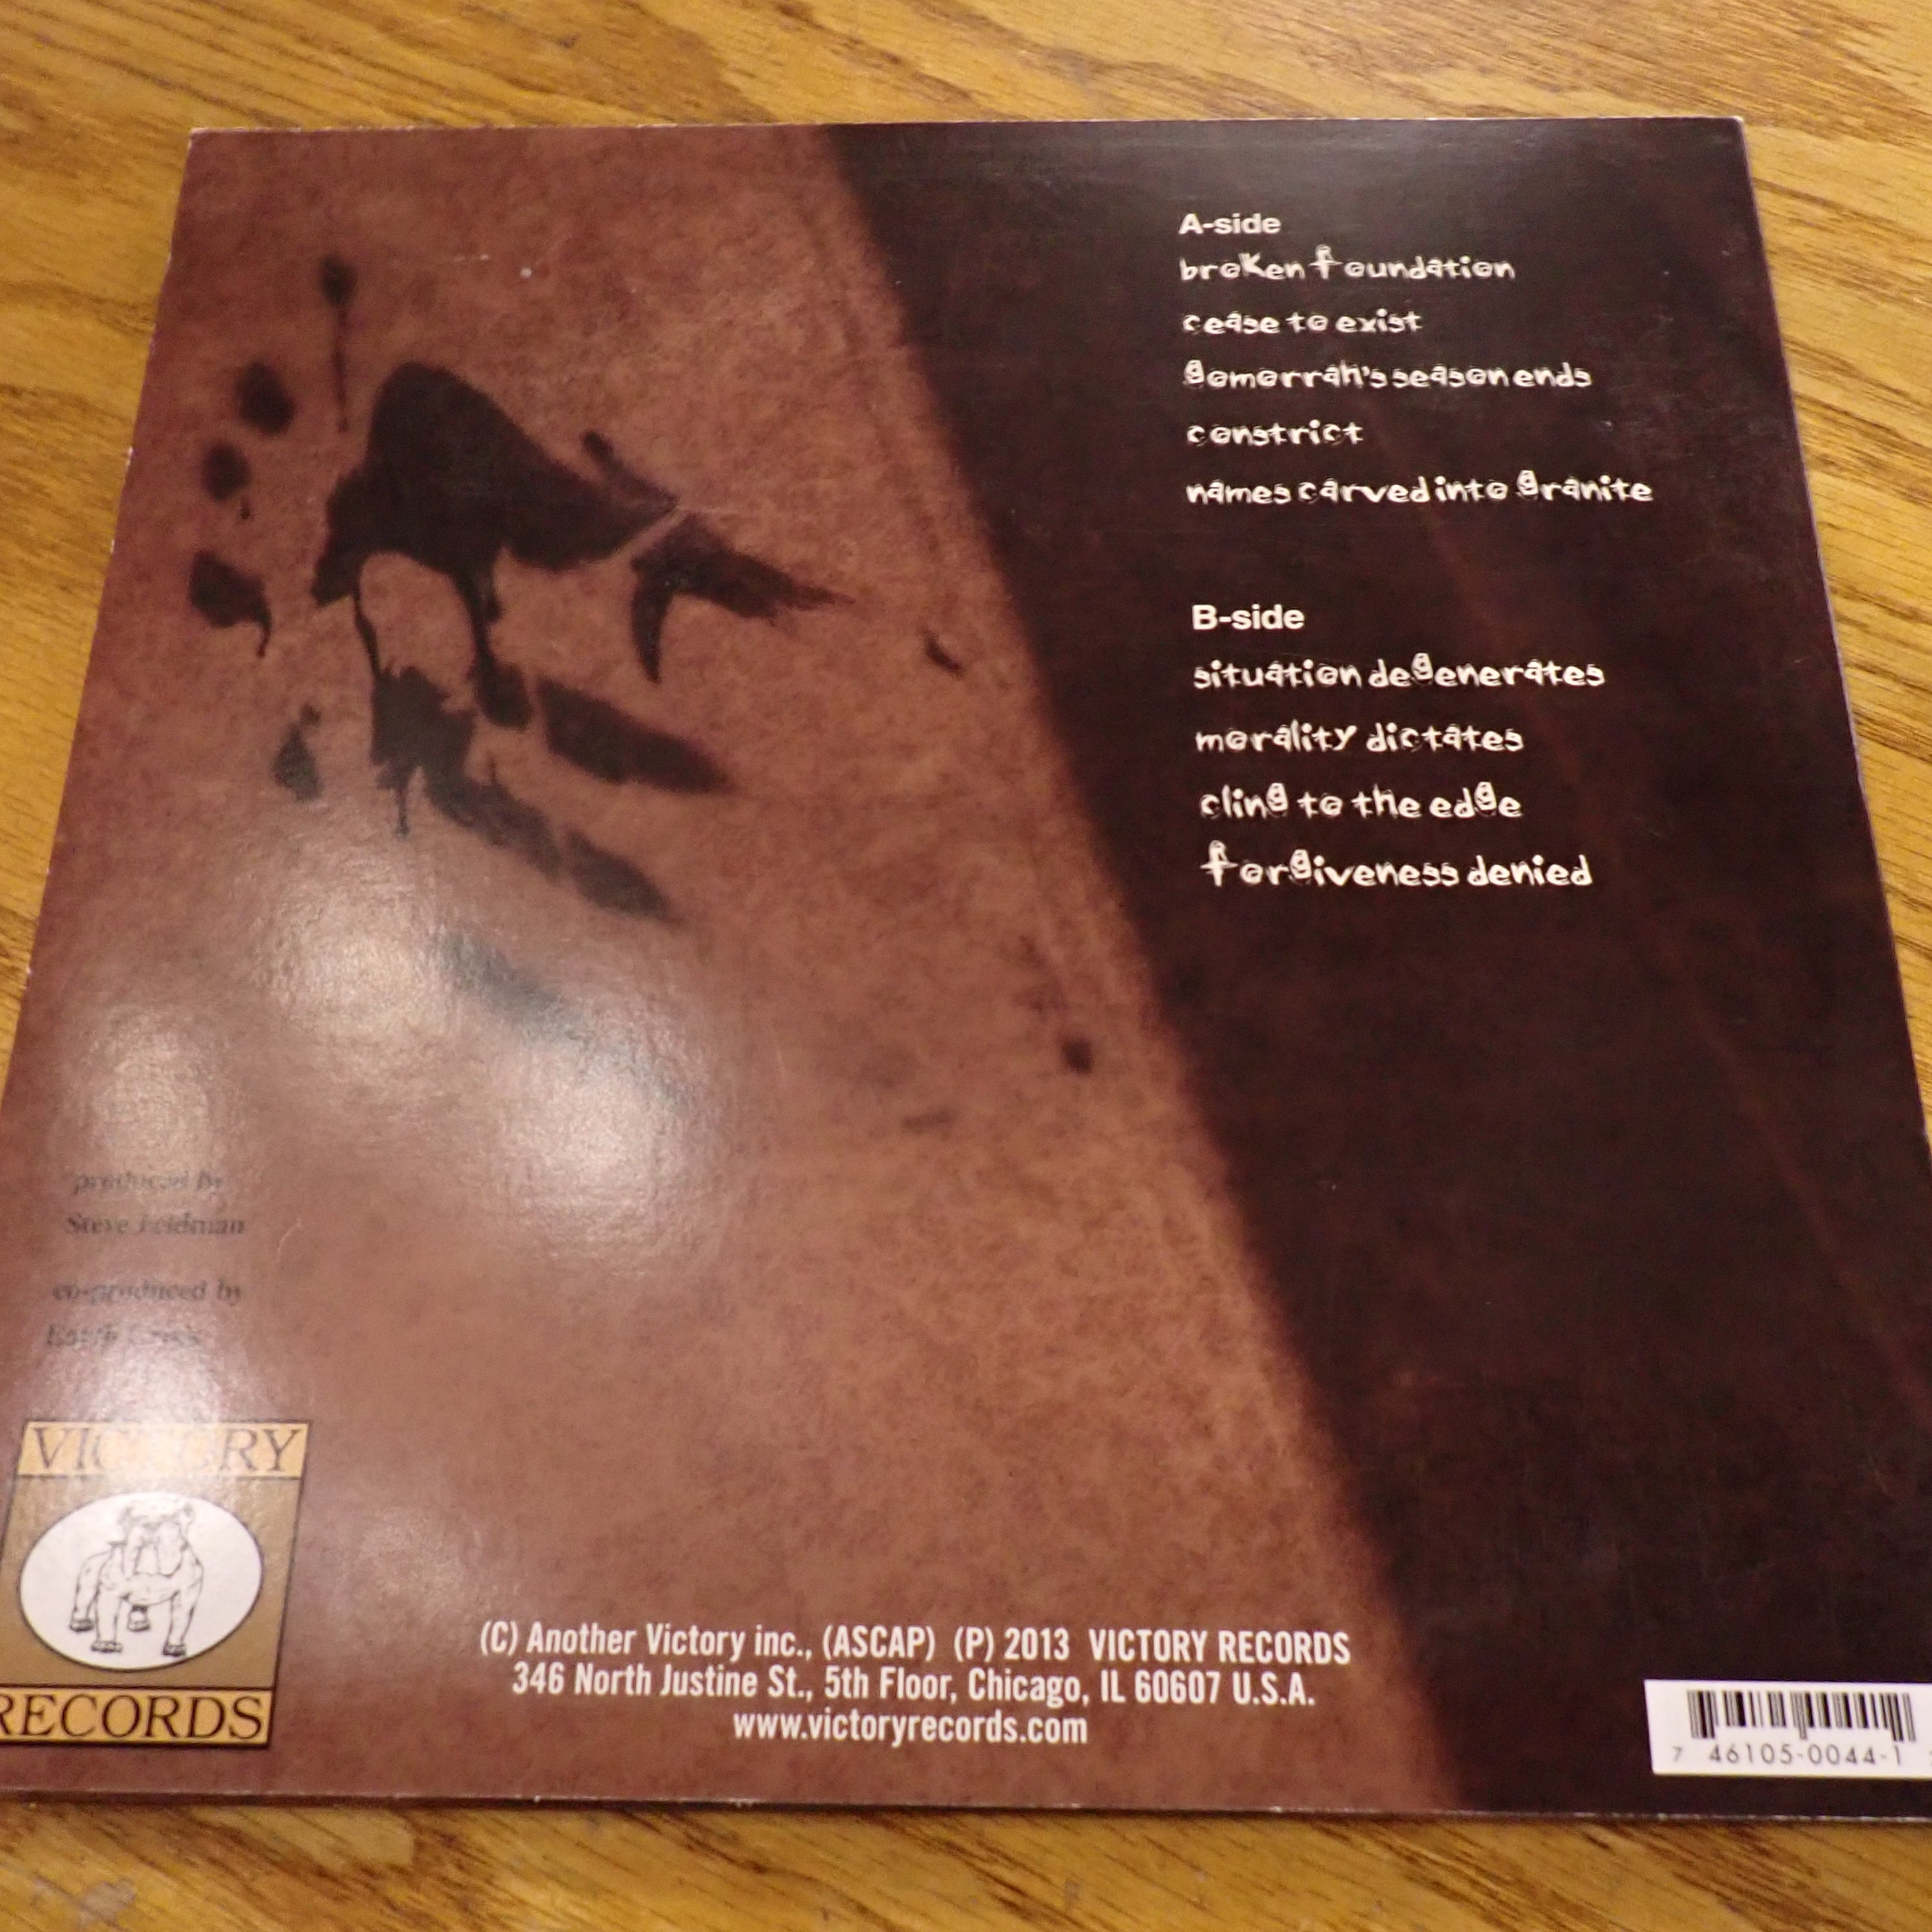 A-side
broken foundation
cease to exist
gomorrah's season ends
constrict
names carved into granite
B-side
situation degenerates
morality dictates
cling to the edge
forgiveness denied
produced by
Steve Feldman
co-produced by
Earth Crisis
VICTORY
RECORDS
(C) Another Victory inc., (ASCAP) (P) 2013 VICTORY RECORDS
346 North Justine St., 5th Floor, Chicago, IL 60607 U.S.A.
www.victoryrecords.com
7 46105-0044-1